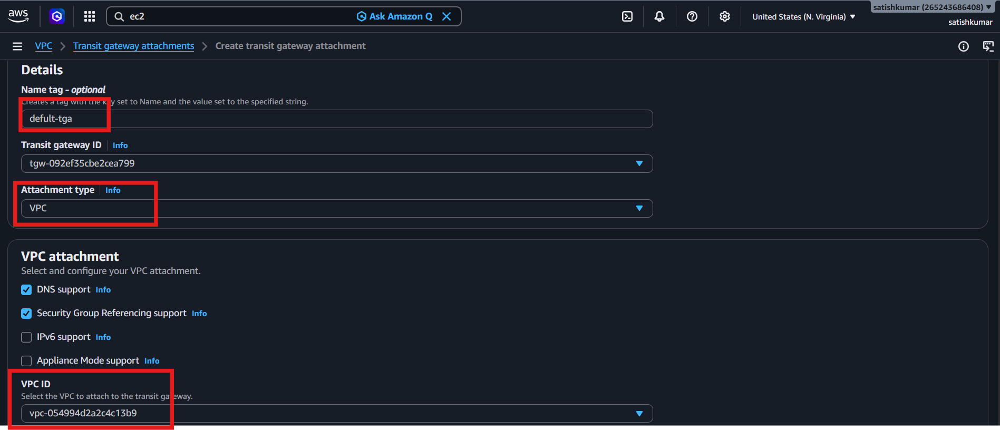 aws
ec2
Ask Amazon Q
United States (N. Virginia)
satishkumar (265243686408)
satishkumar
VPC
Transit gateway attachments
Create transit gateway attachment
Details
Name tag - optional
Creates a tag with the key set to Name and the value set to the specified string.
defult-tga
Transit gateway ID Info
tgw-092ef35cbe2cea799
Attachment type Info
VPC
VPC attachment
Select and configure your VPC attachment.
DNS support Info
Security Group Referencing support Info
IPv6 support Info
Appliance Mode support Info
VPC ID
Select the VPC to attach to the transit gateway.
vpc-054994d2a2c4c13b9